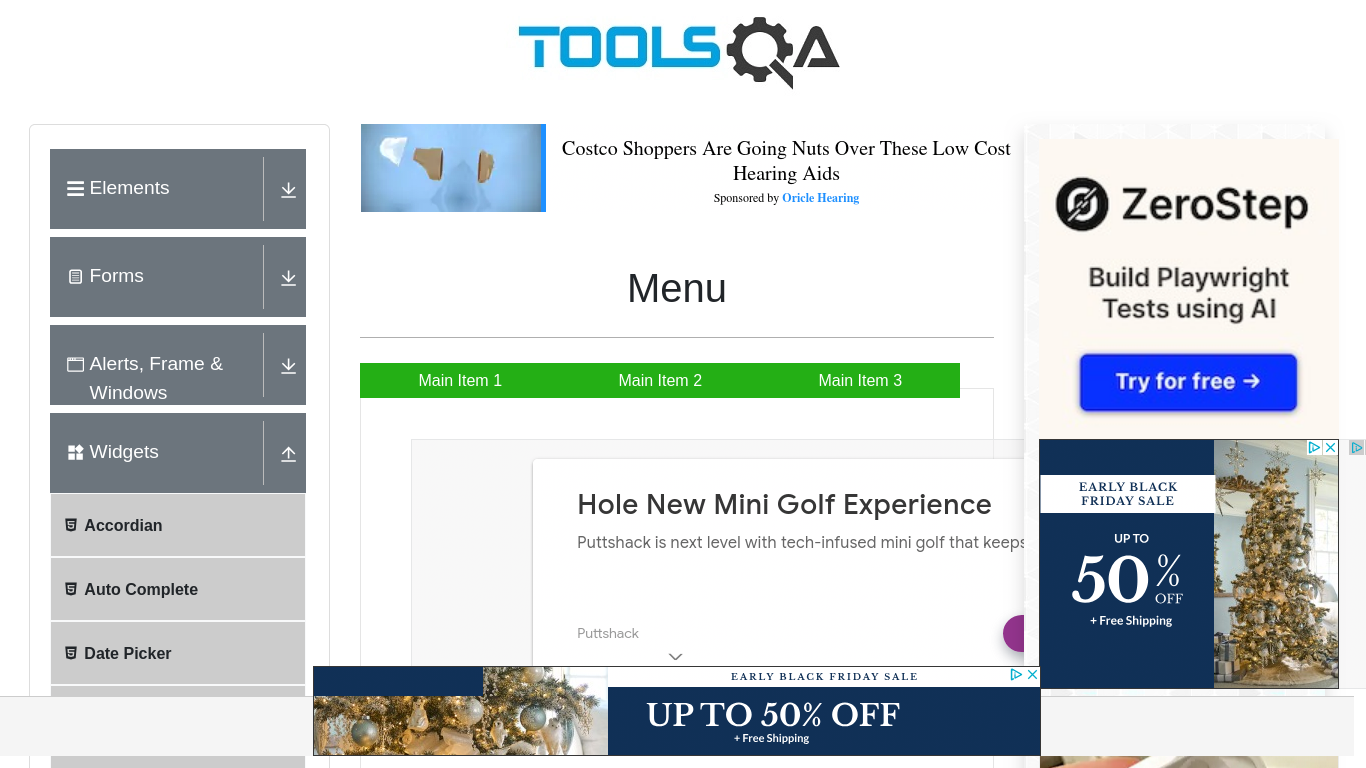 TOOLSQA
Elements
Forms
Alerts, Frame &
Windows
Widgets
Accordian
Auto Complete
Date Picker
Costco Shoppers Are Going Nuts Over These Low Cost
Hearing Aids
Sponsored by Oricle Hearing
Menu
Main Item 1
Main Item 2
Main Item 3
Hole New Mini Golf Experience
Puttshack is next level with tech-infused mini golf that keeps
Puttshack
ZeroStep
Build Playwright
Tests using AI
Try for free →
EARLY BLACK
FRIDAY SALE
UP TO
50%
OFF
+ Free Shipping
EARLY BLACK FRIDAY SALE
UP TO 50% OFF
+ Free Shipping